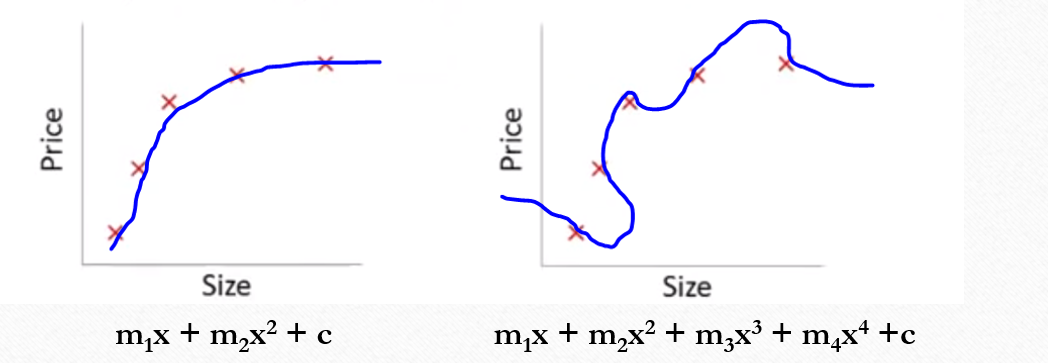 Price
Size
m₁x + m₂x² + c
Price
Size
m₁x + m₂x² + m₃x³ + m₄x⁴ +c